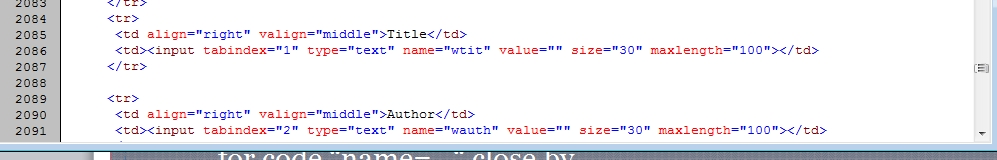 2083 </tr>
2084 <tr>
2085 <td align="right" valign="middle">Title</td>
2086 <td><input tabindex="1" type="text" name="wtit" value="" size="30" maxlength="100"></td>
2087 </tr>
2088
2089 <tr>
2090 <td align="right" valign="middle">Author</td>
2091 <td><input tabindex="2" type="text" name="wauth" value="" size="30" maxlength="100"></td>
for code "name=..." close by